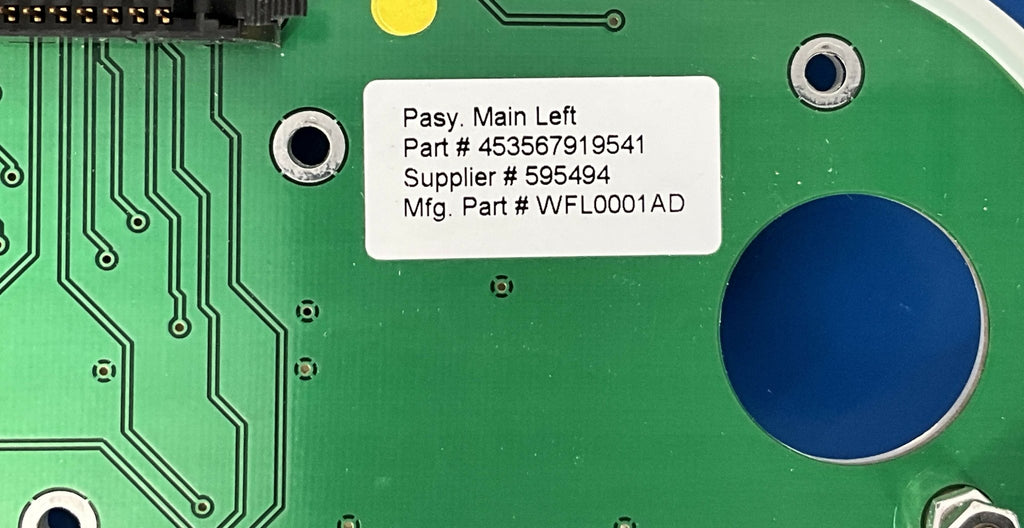 Pasy. Main Left
Part # 453567919541
Supplier # 595494
Mfg. Part # WFL0001AD